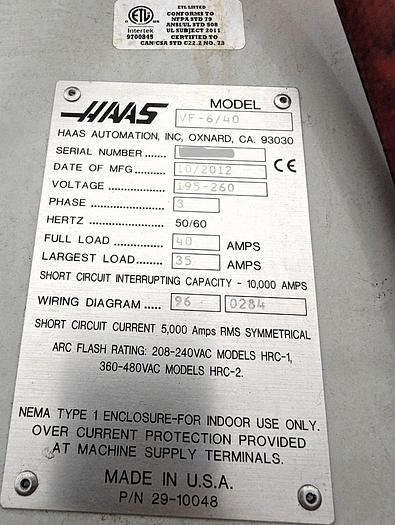 ETL LISTED
CONFORMS TO
NFPA STD 79
ANSI/UL STD 508
UL SUBJECT 2011
CERTIFIED TO
CAN/CSA STD C22.2 NO. 73
ETL
Intertek
9700845
HAAS
MODEL
VF-6/40
HAAS AUTOMATION, INC, OXNARD, CA. 93030
SERIAL NUMBER ......
DATE OF MFG .......... 10/2012 CE
VOLTAGE ................ 195-260
PHASE .................... 3
HERTZ .................... 50/60
FULL LOAD ............. 40 AMPS
LARGEST LOAD ....... 35 AMPS
SHORT CIRCUIT INTERRUPTING CAPACITY - 10,000 AMPS
WIRING DIAGRAM ..... 96 0284
SHORT CIRCUIT CURRENT 5,000 Amps RMS SYMMETRICAL
ARC FLASH RATING: 208-240VAC MODELS HRC-1,
360-480VAC MODELS HRC-2.
NEMA TYPE 1 ENCLOSURE-FOR INDOOR USE ONLY.
OVER CURRENT PROTECTION PROVIDED
AT MACHINE SUPPLY TERMINALS.
MADE IN U.S.A.
P/N 29-10048